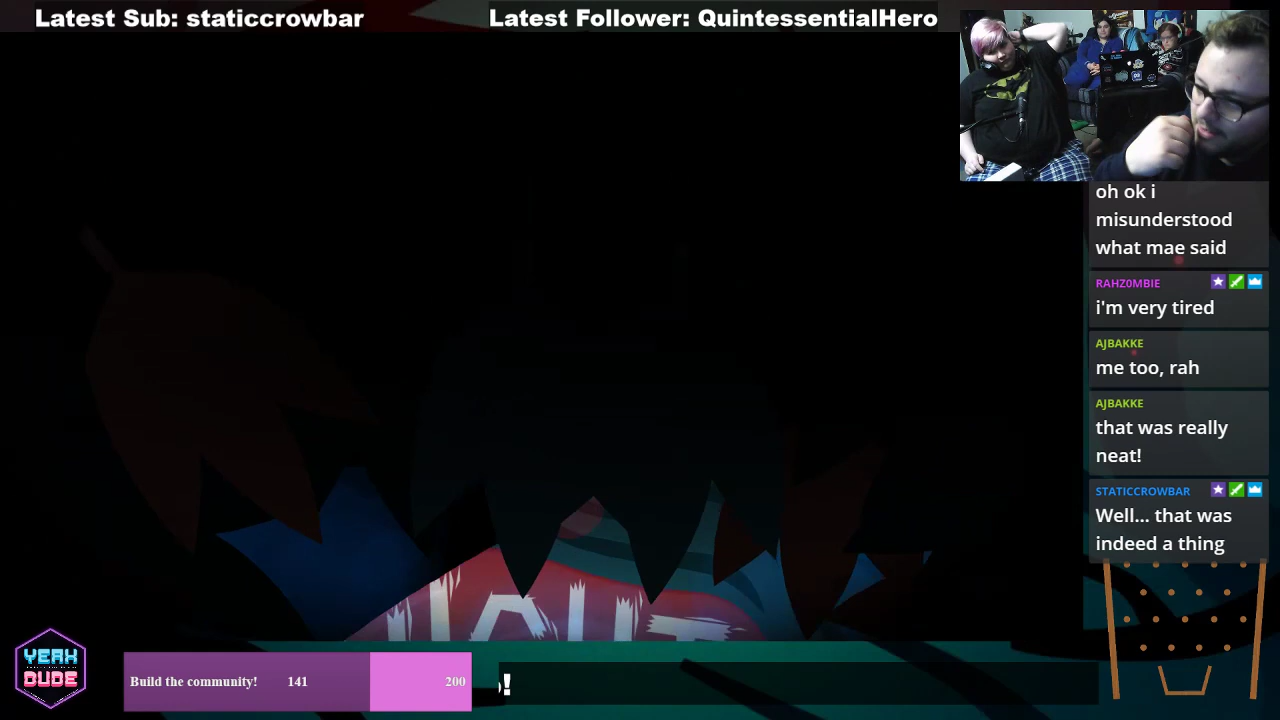 Latest Sub: staticcrowbar
Latest Follower: QuintessentialHero
oh ok i
misunderstood
what mae said
RAHZ0MBIE
i'm very tired
AJBAKKE
me too, rah
AJBAKKE
that was really
neat!
STATICCROWBAR
Well... that was
indeed a thing
YEAH
DUDE
Build the community! 141 200
!